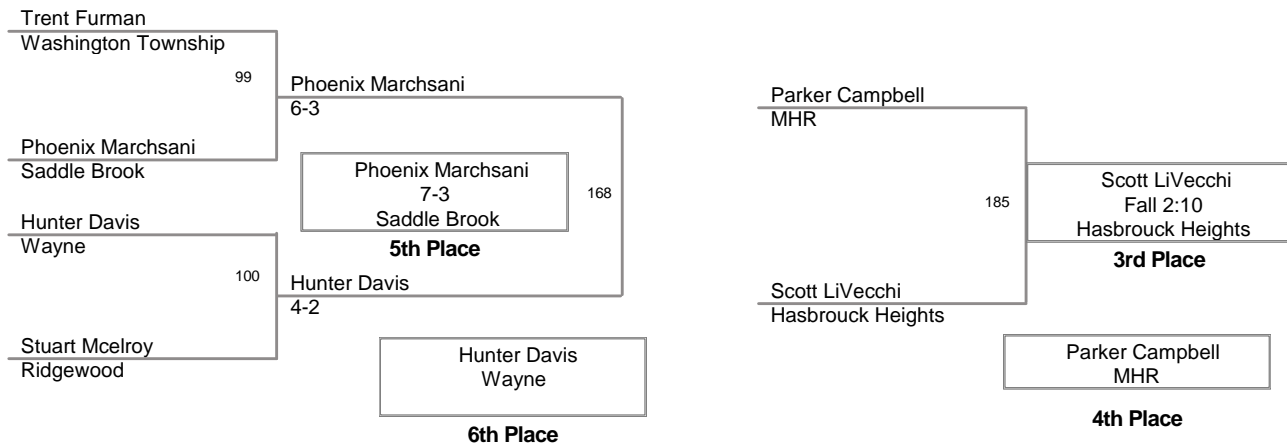 Trent Furman
Washington Township
99
Phoenix Marchsani
6-3
Phoenix Marchsani
Saddle Brook
Phoenix Marchsani
7-3
Saddle Brook
168
5th Place
Hunter Davis
Wayne
100
Hunter Davis
4-2
Stuart Mcelroy
Ridgewood
Hunter Davis
Wayne
6th Place
Parker Campbell
MHR
185
Scott LiVecchi
Fall 2:10
Hasbrouck Heights
3rd Place
Scott LiVecchi
Hasbrouck Heights
Parker Campbell
MHR
4th Place